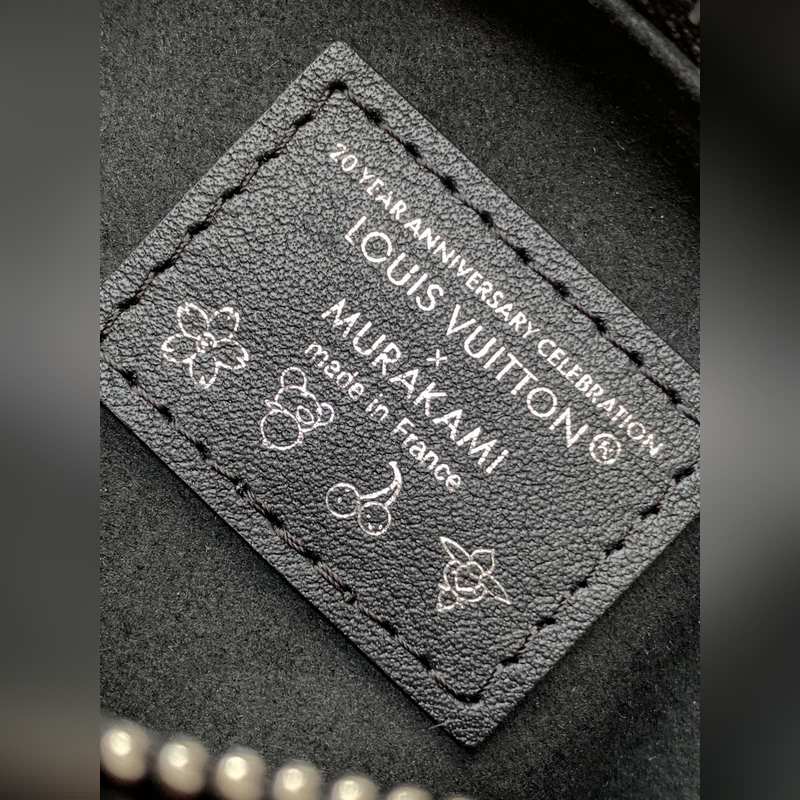 20 YEAR ANNIVERSARY CELEBRATION
LOUiS VUITTON®
×
MURAKAMi
made in France